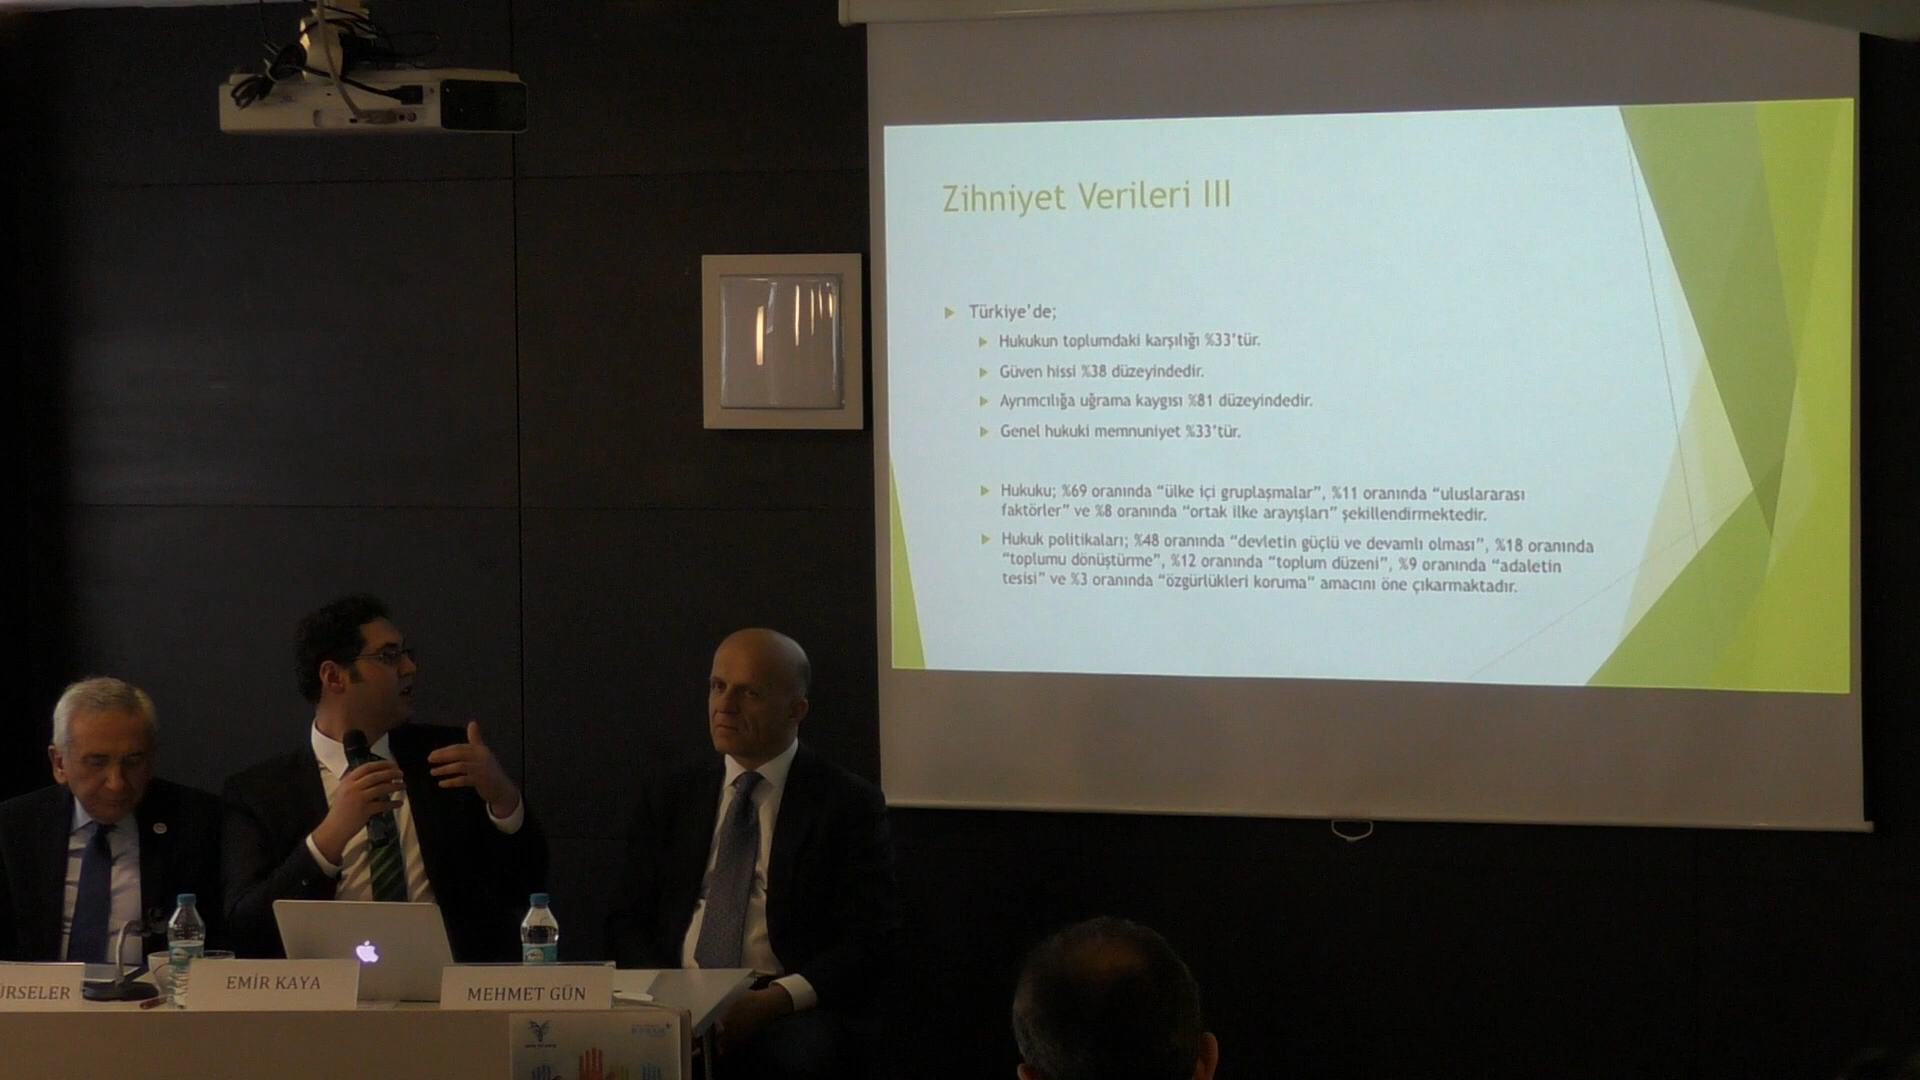 Zihniyet Verileri III
Türkiye'de;
Hukukun toplumdaki karşılığı %33'tür.
Güven hissi %38 düzeyindedir.
Ayrımcılığa uğrama kaygısı %81 düzeyindedir.
Genel hukuki memnuniyet %33'tür.
Hukuku; %69 oranında "ülke içi gruplaşmalar", %11 oranında "uluslararası
faktörler" ve %8 oranında "ortak ilke arayışları" şekillendirmektedir.
Hukuk politikaları; %48 oranında "devletin güçlü ve devamlı olması", %18 oranında
"toplumu dönüştürme", %12 oranında "toplum düzeni", %9 oranında "adaletin
tesisi" ve %3 oranında "özgürlükleri koruma" amacını öne çıkarmaktadır.
ÜRSELER
EMİR KAYA
MEHMET GÜN